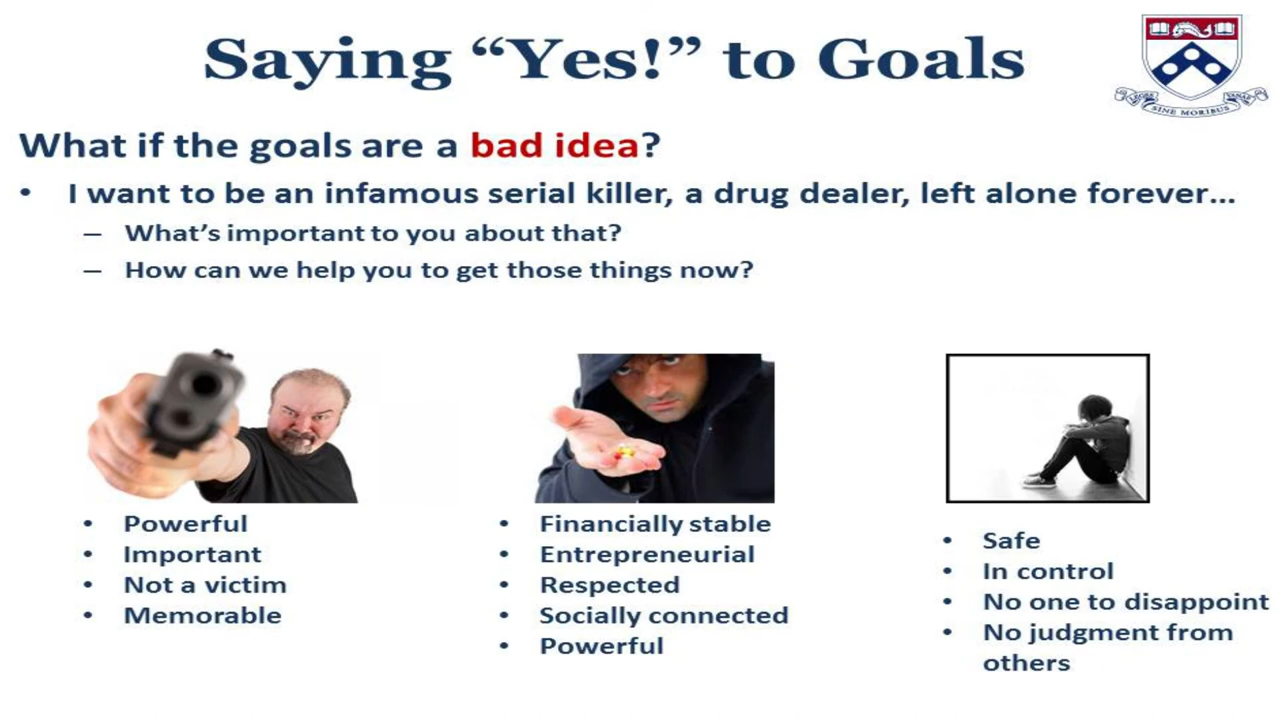 Saying “Yes!” to Goals
What if the goals are a bad idea?
• I want to be an infamous serial killer, a drug dealer, left alone forever...
– What's important to you about that?
– How can we help you to get those things now?
• Powerful
• Important
• Not a victim
• Memorable
• Financially stable
• Entrepreneurial
• Respected
• Socially connected
• Powerful
• Safe
• In control
• No one to disappoint
• No judgment from
others
SINE MORIBUS